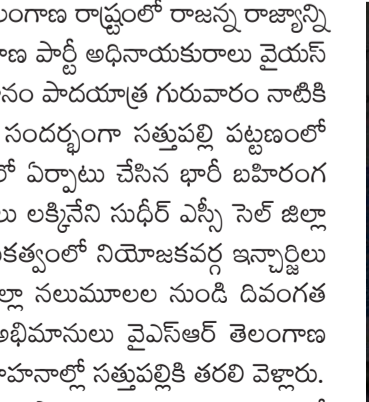 లంగాణ రాష్ట్రంలో రాజన్న రాజ్యాన్ని
ాణ పార్టీ అధినాయకురాలు వైయస్
నం పాదయాత్ర గురువారం నాటికి
సందర్భంగా సత్తుపల్లి పట్టణంలో
లో ఏర్పాటు చేసిన భారీ బహిరంగ
లు లక్కినేని సుధీర్ ఎస్సీ సెల్ జిల్లా
కత్వంలో నియోజకవర్గ ఇన్చార్జిలు
ల్లా నలుమూలల నుండి దివంగత
అభిమానులు వైఎస్ఆర్ తెలంగాణ
ాహనాల్లో సత్తుపల్లికి తరలి వెళ్లారు.